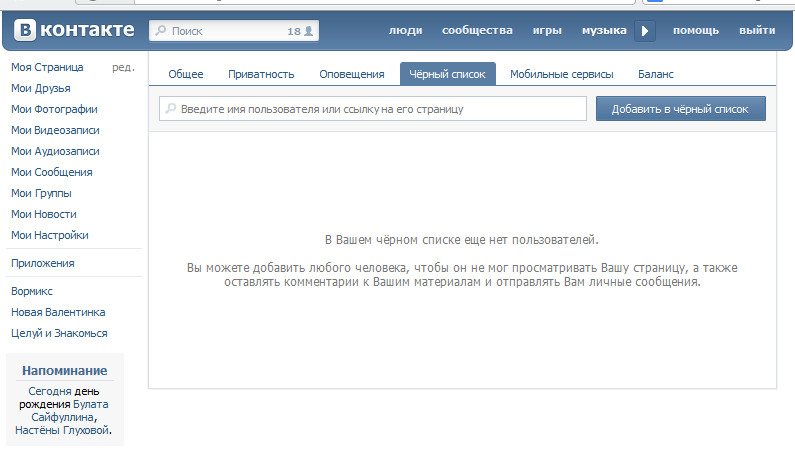 В контакте
Поиск 18
люди сообщества игры музыка помощь выйти
Моя Страница ред.
Мои Друзья
Мои Фотографии
Мои Видеозаписи
Мои Аудиозаписи
Мои Сообщения
Мои Группы
Мои Новости
Мои Настройки
Приложения
Вормикс
Новая Валентинка
Целуй и Знакомься
Напоминание
Сегодня день
рождения Булата
Сайфуллина,
Настёны Глуховой.
Общее Приватность Оповещения Чёрный список Мобильные сервисы Баланс
Введите имя пользователя или ссылку на его страницу
Добавить в чёрный список
В Вашем чёрном списке еще нет пользователей.
Вы можете добавить любого человека, чтобы он не мог просматривать Вашу страницу, а также
оставлять комментарии к Вашим материалам и отправлять Вам личные сообщения.